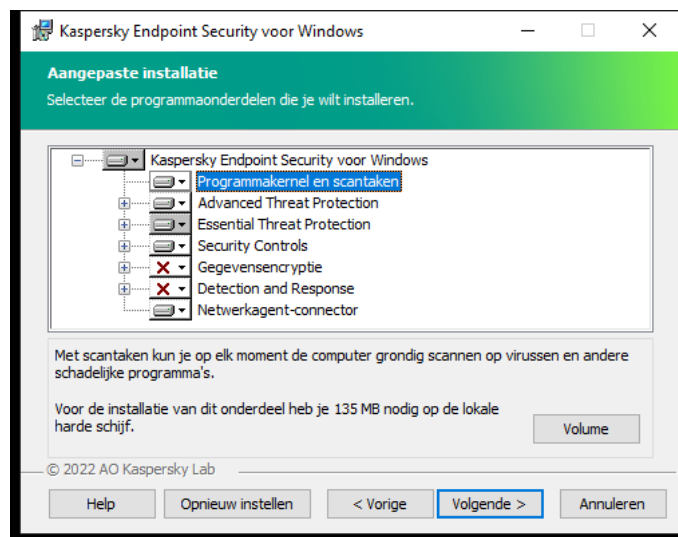 Kaspersky Endpoint Security voor Windows
Aangepaste installatie
Selecteer de programmaonderdelen die je wilt installeren.
Kaspersky Endpoint Security voor Windows
Programmakernel en scantaken
Advanced Threat Protection
Essential Threat Protection
Security Controls
Gegevensencryptie
Detection and Response
Netwerkagent-connector
Met scantaken kun je op elk moment de computer grondig scannen op virussen en andere
schadelijke programma's.
Voor de installatie van dit onderdeel heb je 135 MB nodig op de lokale
harde schijf.
Volume
© 2022 AO Kaspersky Lab
Help Opnieuw instellen < Vorige Volgende > Annuleren